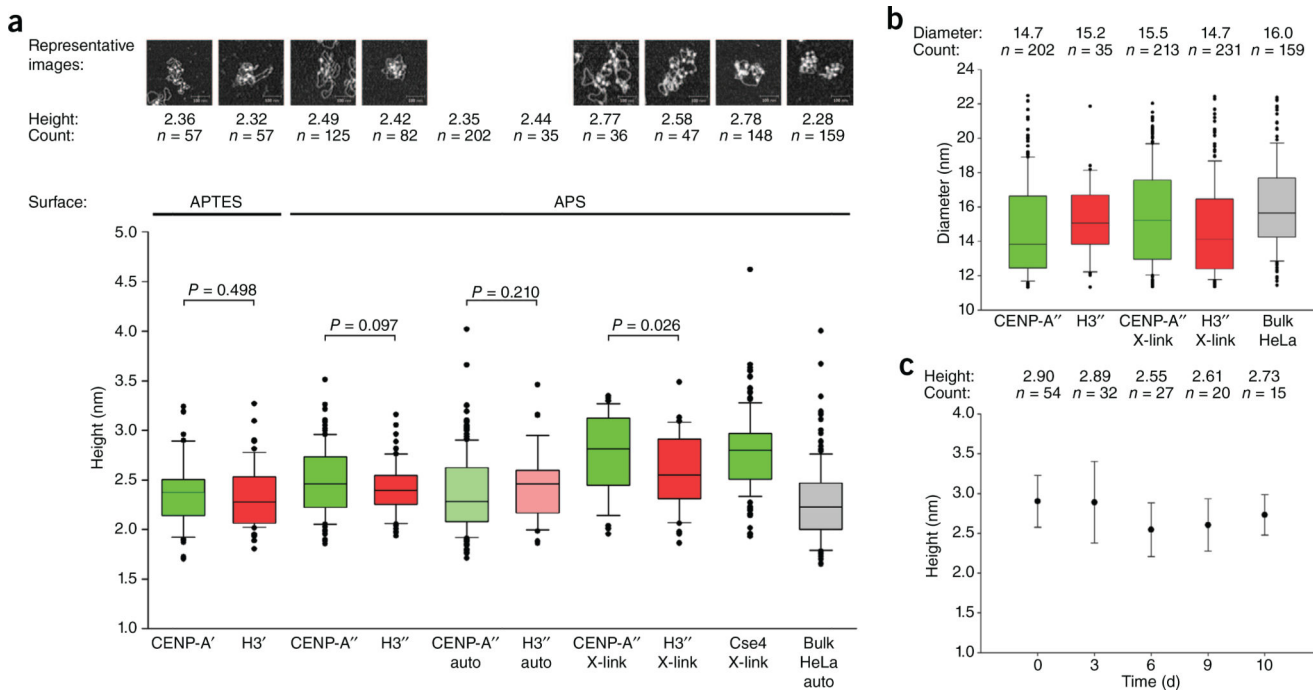 a
Representative
images:
Height: 2.36 2.32 2.49 2.42 2.35 2.44 2.77 2.58 2.78 2.28
Count: n = 57 n = 57 n = 125 n = 82 n = 202 n = 35 n = 36 n = 47 n = 148 n = 159
Surface: APTES APS
5.0
4.5
4.0
3.5
3.0
2.5
2.0
1.5
1.0
Height (nm)
P = 0.498
P = 0.097
P = 0.210
P = 0.026
CENP-A′ H3′ CENP-A″ H3″ CENP-A″ H3″ CENP-A″ H3″ Cse4 Bulk
auto auto X-link X-link X-link HeLa
auto
b
Diameter: 14.7 15.2 15.5 14.7 16.0
Count: n = 202 n = 35 n = 213 n = 231 n = 159
24
22
20
18
16
14
12
10
Diameter (nm)
CENP-A″ H3″ CENP-A″ H3″ Bulk
X-link X-link HeLa
c
Height: 2.90 2.89 2.55 2.61 2.73
Count: n = 54 n = 32 n = 27 n = 20 n = 15
4.0
3.5
3.0
2.5
2.0
1.5
1.0
Height (nm)
0 3 6 9 10
Time (d)